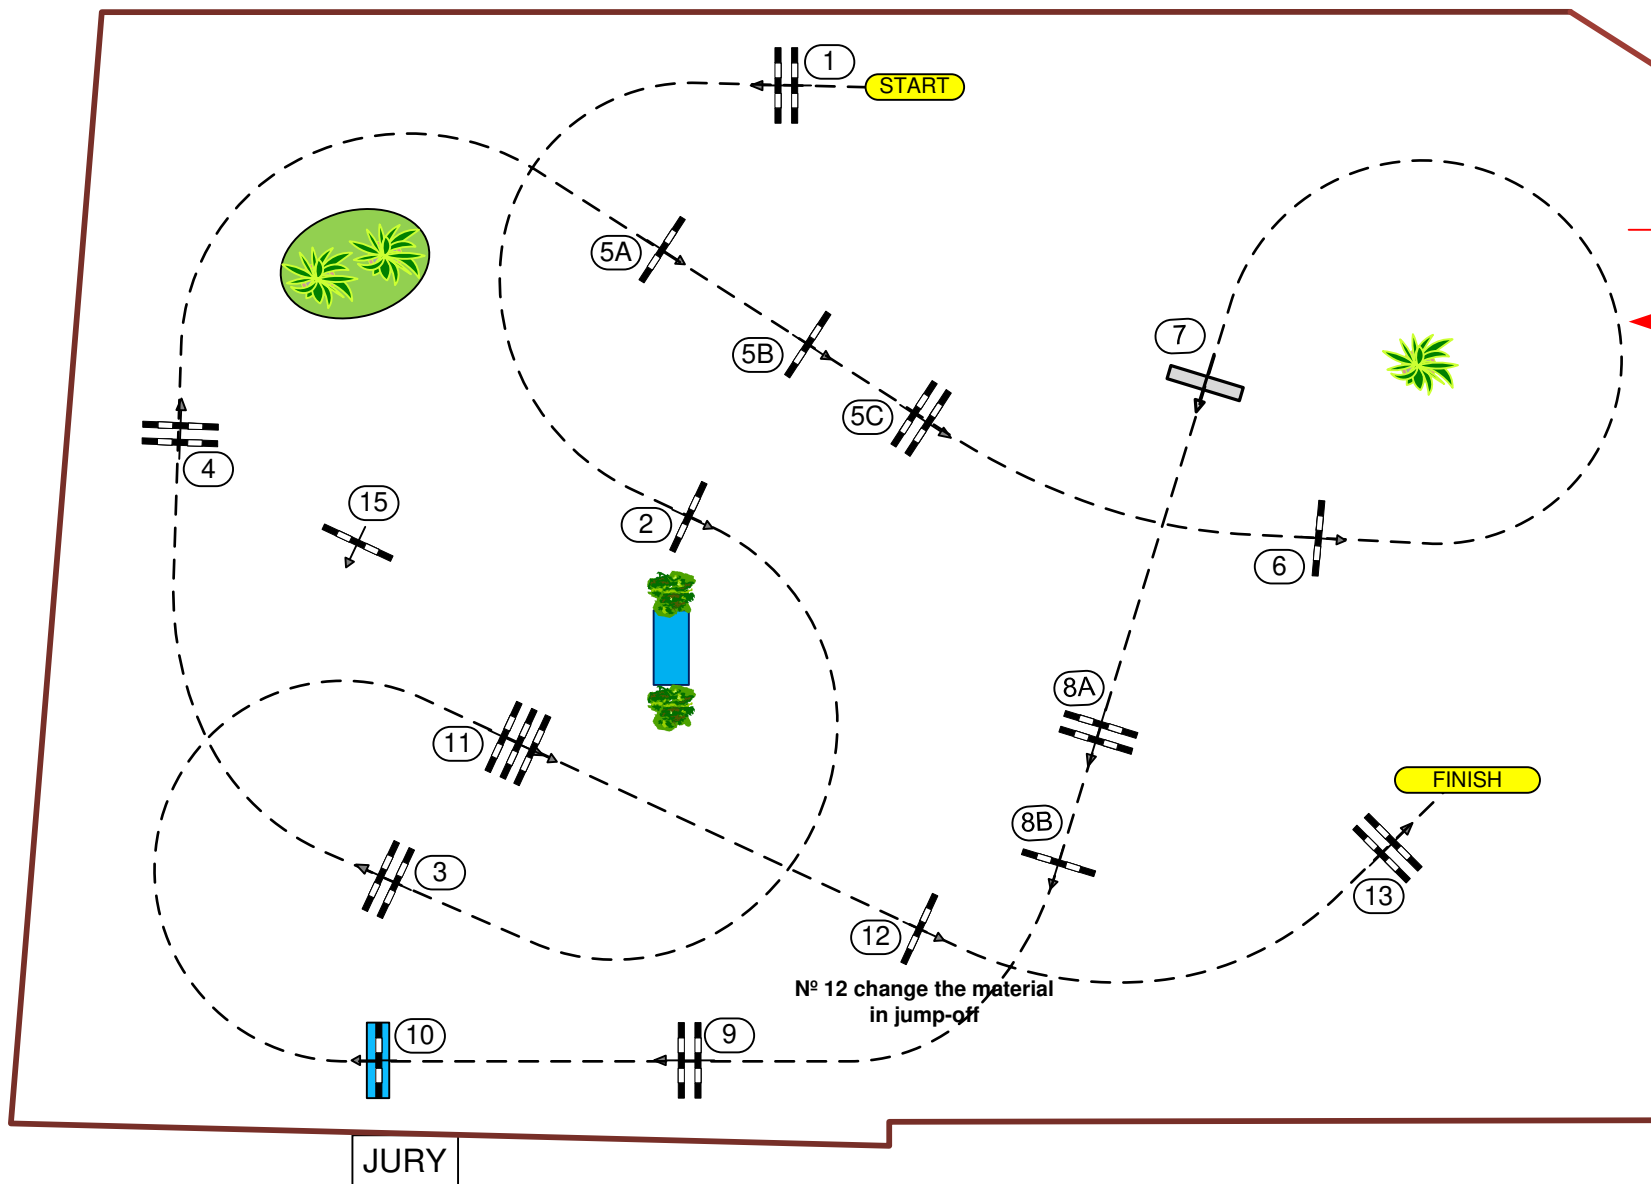 1
START
5A
5B
5C
7
4
15
2
6
8A
11
FINISH
8B
3
13
12
Nº 12 change the material
in jump-off
10
9
JURY